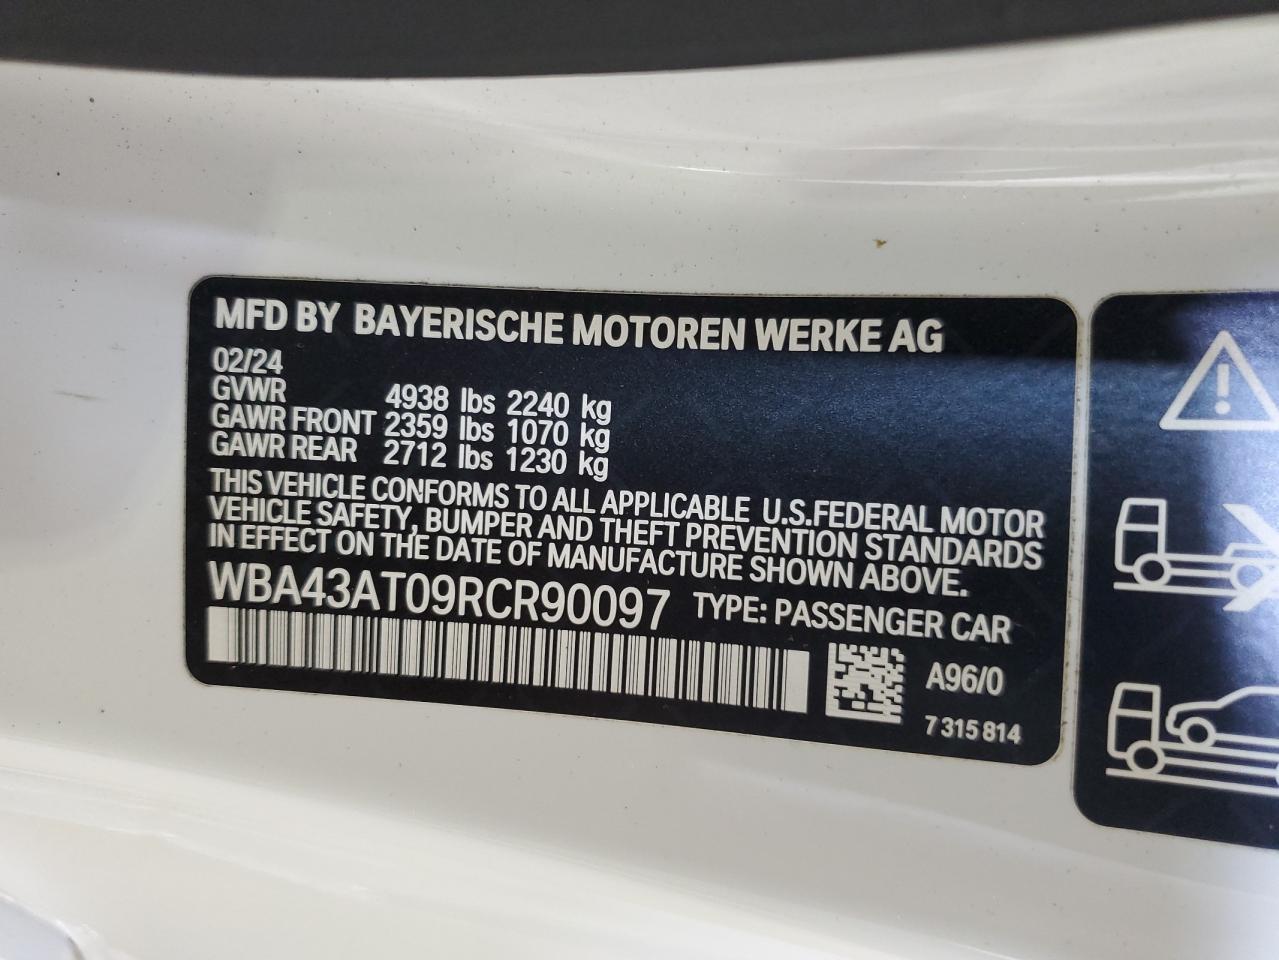 MFD BY BAYERISCHE MOTOREN WERKE AG
02/24
GVWR 4938 lbs 2240 kg
GAWR FRONT 2359 lbs 1070 kg
GAWR REAR 2712 lbs 1230 kg
THIS VEHICLE CONFORMS TO ALL APPLICABLE U.S.FEDERAL MOTOR
VEHICLE SAFETY, BUMPER AND THEFT PREVENTION STANDARDS
IN EFFECT ON THE DATE OF MANUFACTURE SHOWN ABOVE.
WBA43AT09RCR90097 TYPE: PASSENGER CAR
A96/0
7 315 814